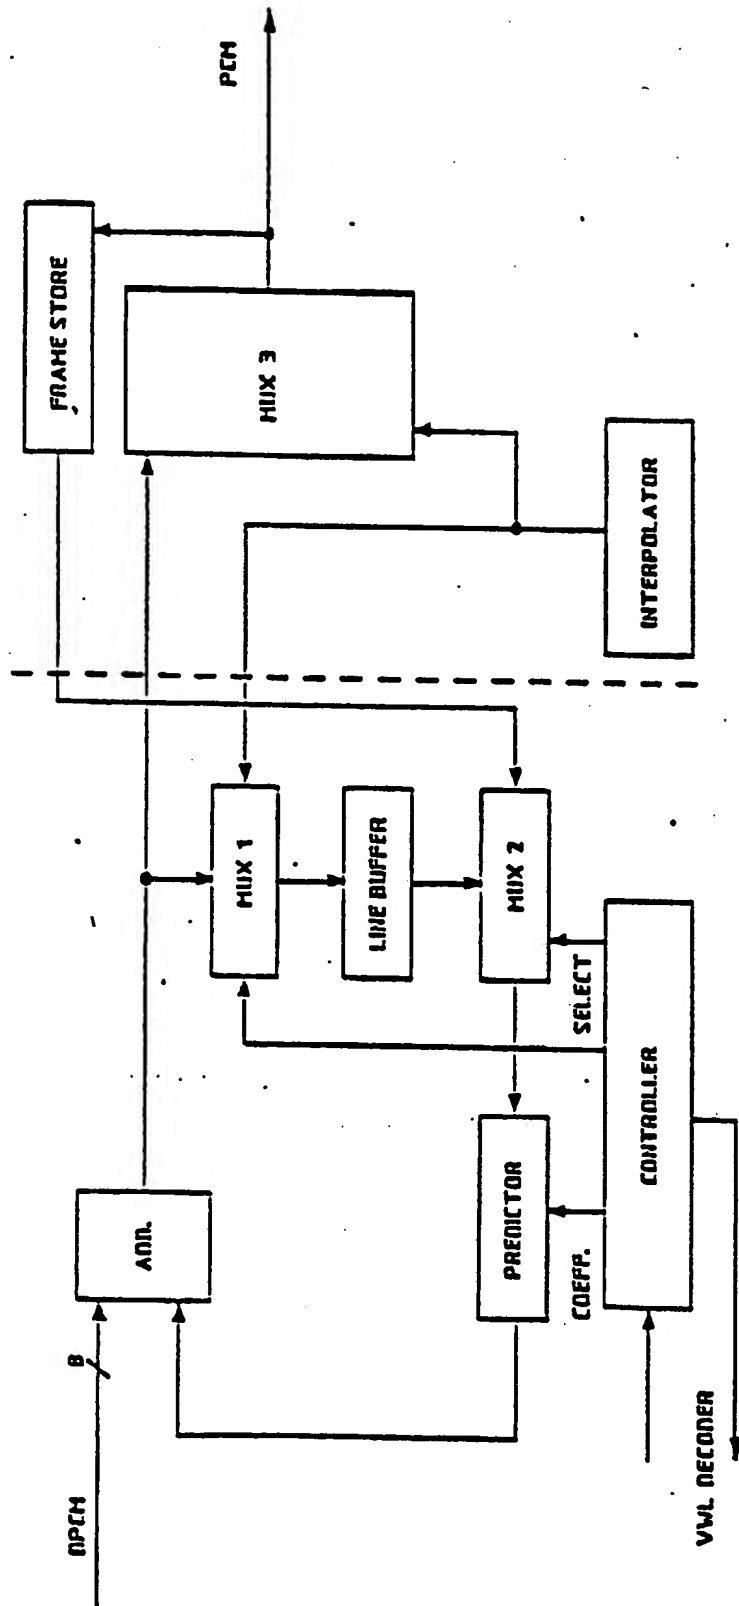 DPCM
8
ADD.
PCM
FRAME STORE
MUX 3
MUX 1
LINE BUFFER
MUX 2
SELECT
PREDICTOR
COEFF.
CONTROLLER
INTERPOLATOR
VWL DECODER